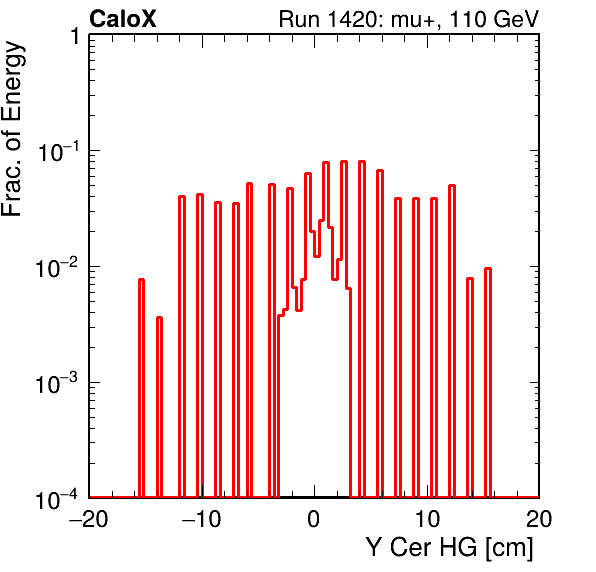 CaloX
Run 1420: mu+, 110 GeV
Frac. of Energy
1
10⁻¹
10⁻²
10⁻³
10⁻⁴
−20 −10 0 10 20
Y Cer HG [cm]